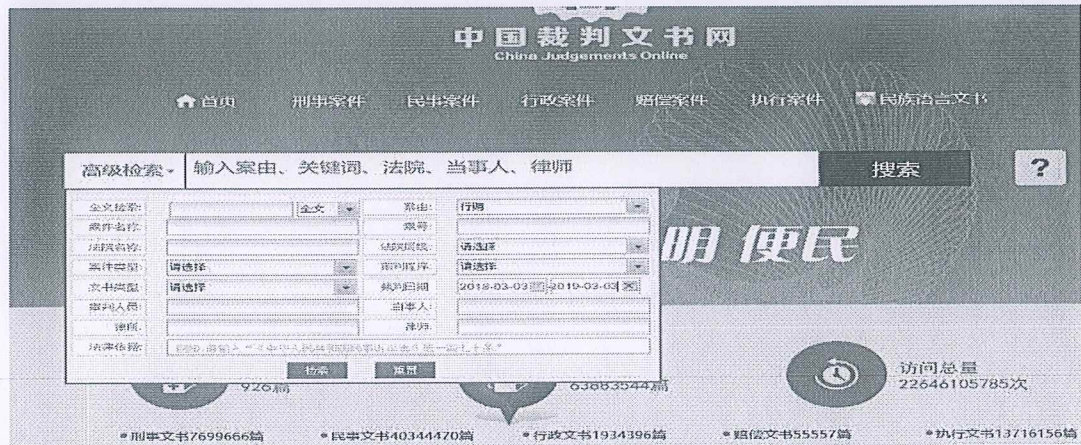 中国裁判文书网
China Judgements Online
首页 刑事案件 民事案件 行政案件 赔偿案件 执行案件 民族语言文书
高级检索 输入案由、关键词、法院、当事人、律师 搜索 ?
全文检索: 全文 案由: 行贿
案件名称: 案号:
法院名称: 法院层级: 请选择
案件类型: 请选择 审判程序: 请选择
文书类型: 请选择 裁判日期: 2018-03-03 2019-03-03
审判人员: 当事人:
律所: 律师:
法律依据:
检索 重置
明 便民
926篇 63883544篇
访问总量
22646105785次
刑事文书7699666篇 民事文书40344470篇 行政文书1934396篇 赔偿文书55557篇 执行文书13716156篇